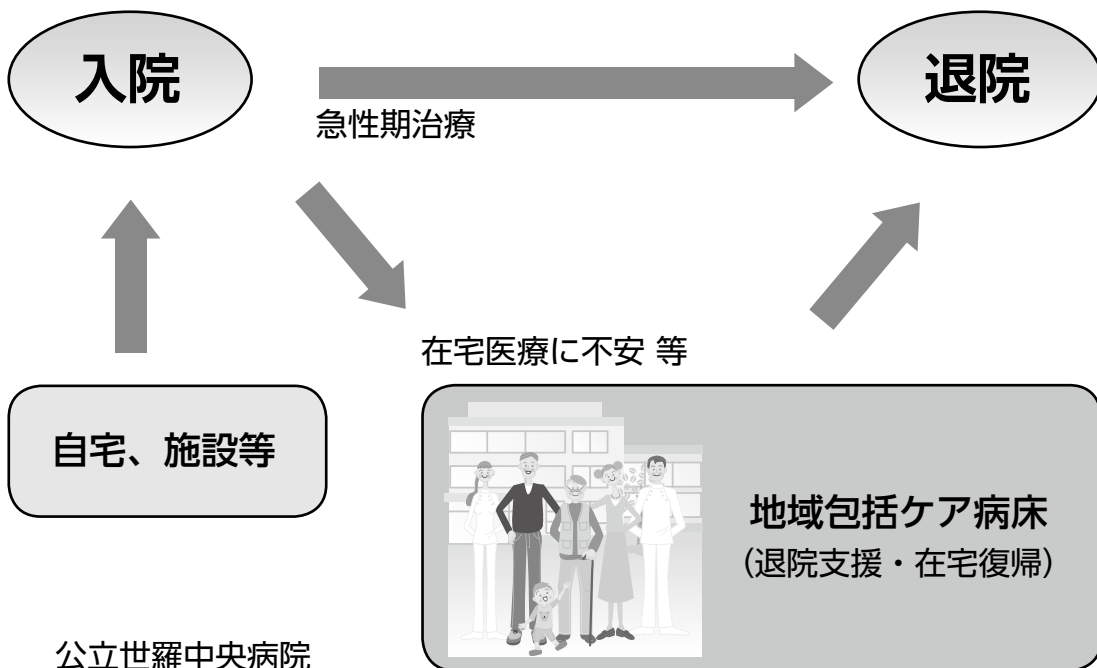 入院
退院
急性期治療
在宅医療に不安 等
自宅、施設等
地域包括ケア病床
(退院支援・在宅復帰)
公立世羅中央病院